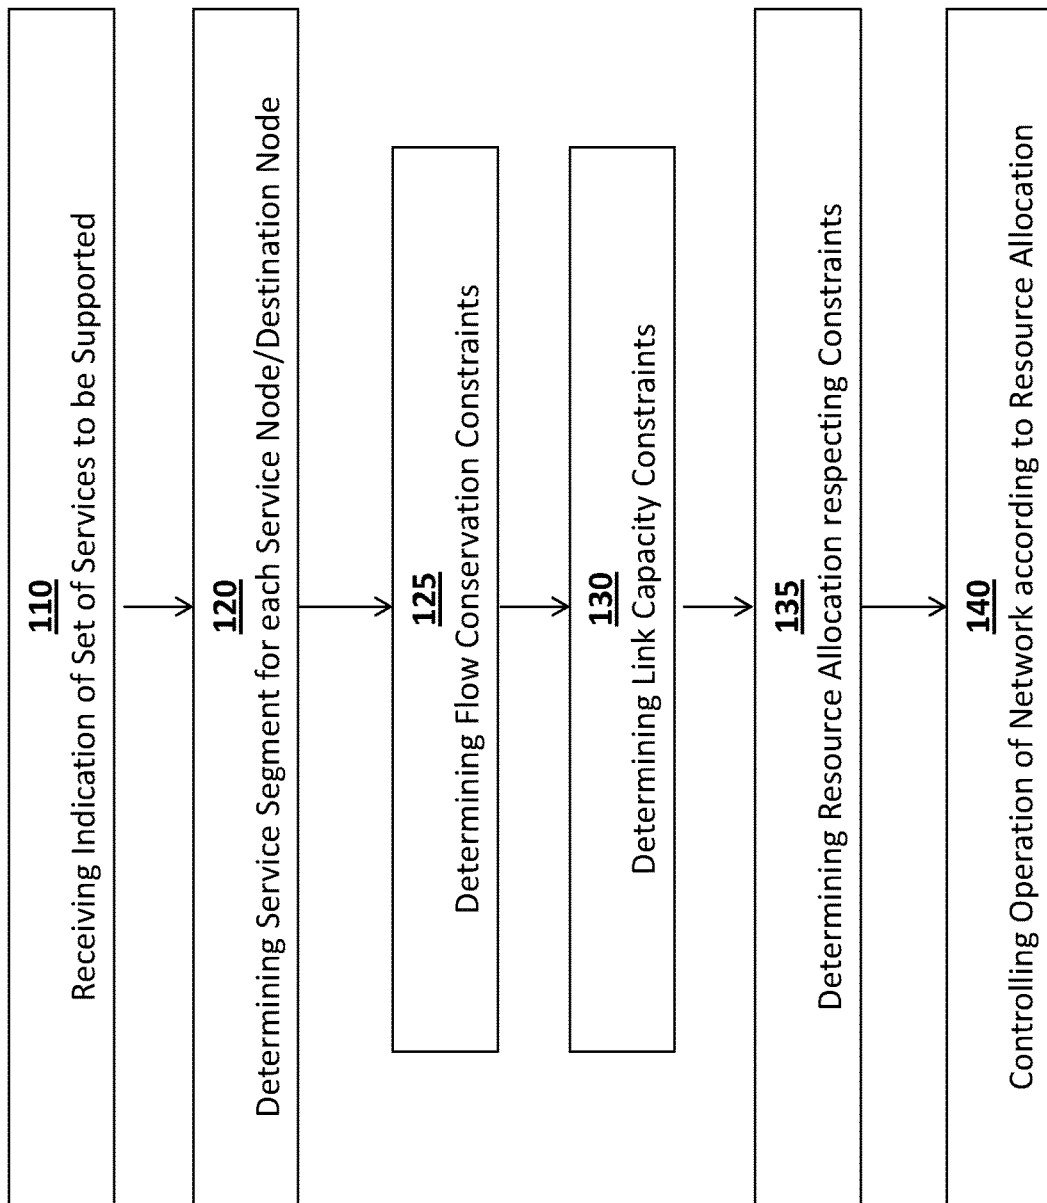 110
Receiving Indication of Set of Services to be Supported
120
Determining Service Segment for each Service Node/Destination Node
125
Determining Flow Conservation Constraints
130
Determining Link Capacity Constraints
135
Determining Resource Allocation respecting Constraints
140
Controlling Operation of Network according to Resource Allocation